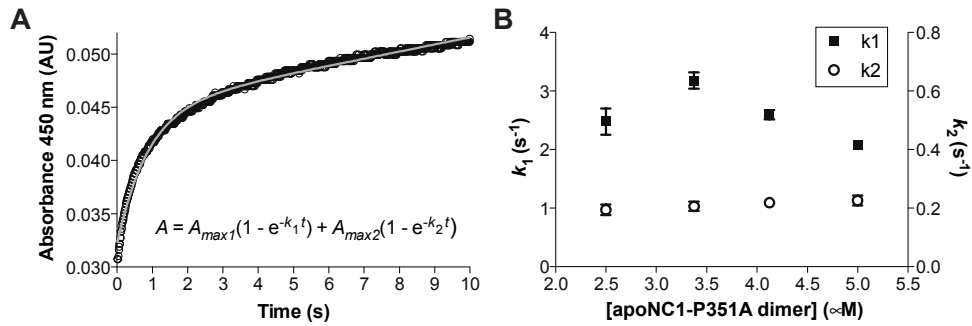 A
Absorbance 450 nm (AU)
0.050
0.045
0.040
0.035
0.030
A = Amax1(1 - e-k1t) + Amax2(1 - e-k2t)
0 1 2 3 4 5 6 7 8 9 10
Time (s)
B
k1 (s-1)
4
3
2
1
0
k1
k2
0.8
0.6
0.4
0.2
0.0
k2 (s-1)
2.0 2.5 3.0 3.5 4.0 4.5 5.0 5.5
[apoNC1-P351A dimer] (∝M)